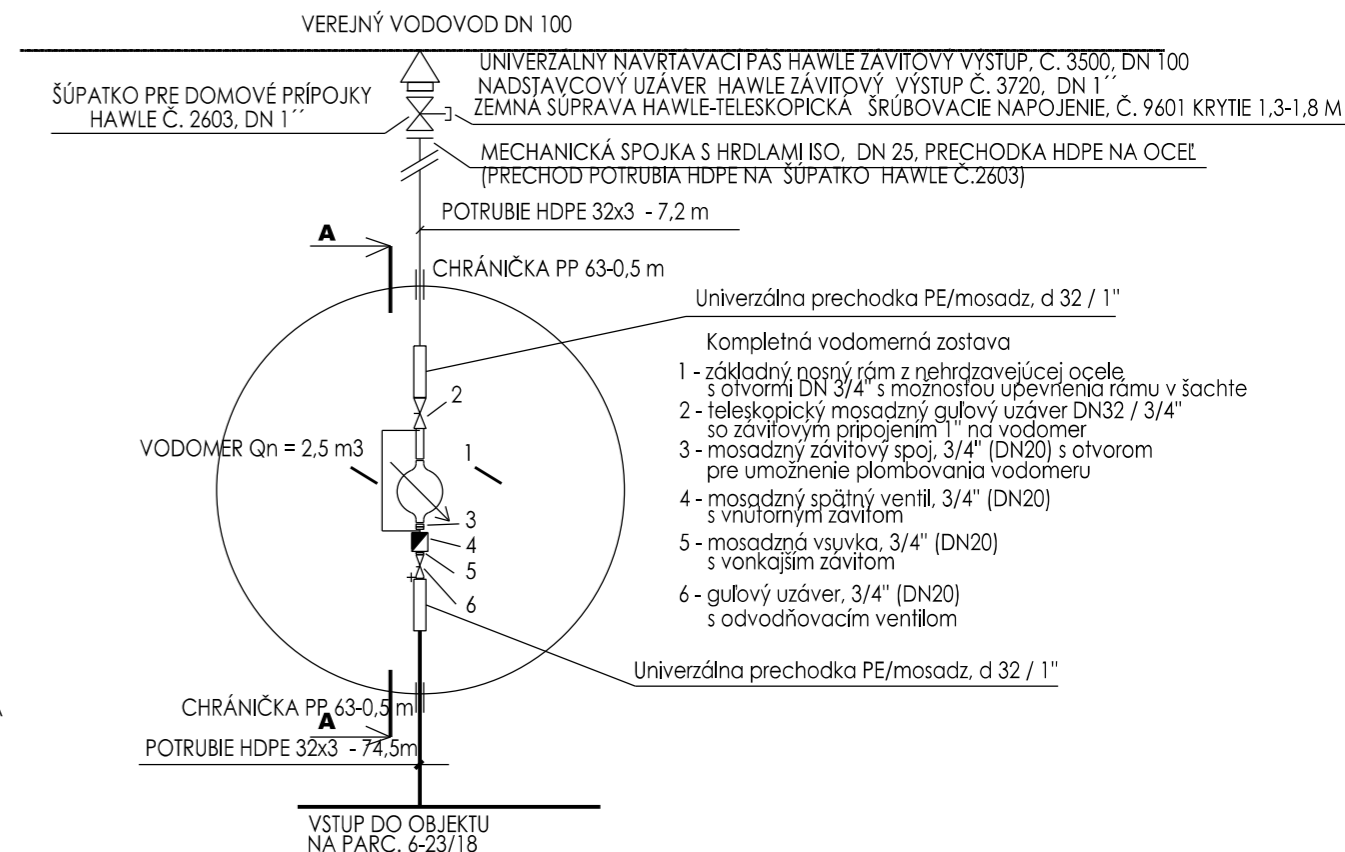 VEREJNÝ VODOVOD DN 100
UNIVERZÁLNY NAVŔTAVACÍ PÁS HAWLE ZÁVITOVÝ VÝSTUP, Č. 3500, DN 100
NADSTAVCOVÝ UZÁVER HAWLE ZÁVITOVÝ VÝSTUP Č. 3720, DN 1´´
ZEMNÁ SÚPRAVA HAWLE-TELESKOPICKÁ ŠRÚBOVACIE NAPOJENIE, Č. 9601 KRYTIE 1,3-1,8 M
ŠÚPATKO PRE DOMOVÉ PRÍPOJKY
HAWLE Č. 2603, DN 1´´
MECHANICKÁ SPOJKA S HRDLAMI ISO, DN 25, PRECHODKA HDPE NA OCEĽ
(PRECHOD POTRUBIA HDPE NA ŠÚPATKO HAWLE Č.2603)
POTRUBIE HDPE 32x3 - 7,2 m
A
CHRÁNIČKA PP 63-0,5 m
Univerzálna prechodka PE/mosadz, d 32 / 1"
Kompletná vodomerná zostava
1 - základný nosný rám z nehrdzavejúcej ocele
s otvormi DN 3/4" s možnosťou upevnenia rámu v šachte
2 - teleskopický mosadzný guľový uzáver DN32 / 3/4"
so závitovým pripojením 1" na vodomer
3 - mosadzný závitový spoj, 3/4" (DN20) s otvorom
pre umožnenie plombovania vodomeru
4 - mosadzný spätný ventil, 3/4" (DN20)
s vnútorným závitom
5 - mosadzná vsuvka, 3/4" (DN20)
s vonkajším závitom
6 - guľový uzáver, 3/4" (DN20)
s odvodňovacím ventilom
2
VODOMER Qn = 2,5 m3
1
3
4
5
6
Univerzálna prechodka PE/mosadz, d 32 / 1"
CHRÁNIČKA PP 63-0,5 m
A
A
POTRUBIE HDPE 32x3 - 74,5m
VSTUP DO OBJEKTU
NA PARC. 6-23/18